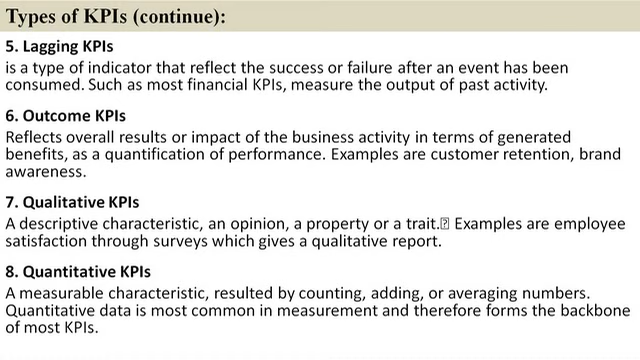 Types of KPIs (continue):
5. Lagging KPIs
is a type of indicator that reflect the success or failure after an event has been
consumed. Such as most financial KPIs, measure the output of past activity.
6. Outcome KPIs
Reflects overall results or impact of the business activity in terms of generated
benefits, as a quantification of performance. Examples are customer retention, brand
awareness.
7. Qualitative KPIs
A descriptive characteristic, an opinion, a property or a trait. Examples are employee
satisfaction through surveys which gives a qualitative report.
8. Quantitative KPIs
A measurable characteristic, resulted by counting, adding, or averaging numbers.
Quantitative data is most common in measurement and therefore forms the backbone
of most KPIs.